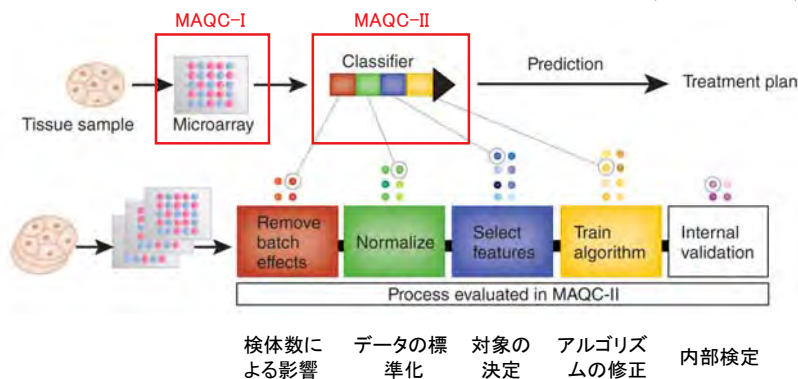 MAQC-I
MAQC-II
Classifier
Prediction
Treatment plan
Tissue sample
Microarray
Remove
batch
effects
Normalize
Select
features
Train
algorithm
Internal
validation
Process evaluated in MAQC-II
検体数に
よる影響
データの標
準化
対象の
決定
アルゴリズ
ムの修正
内部検定